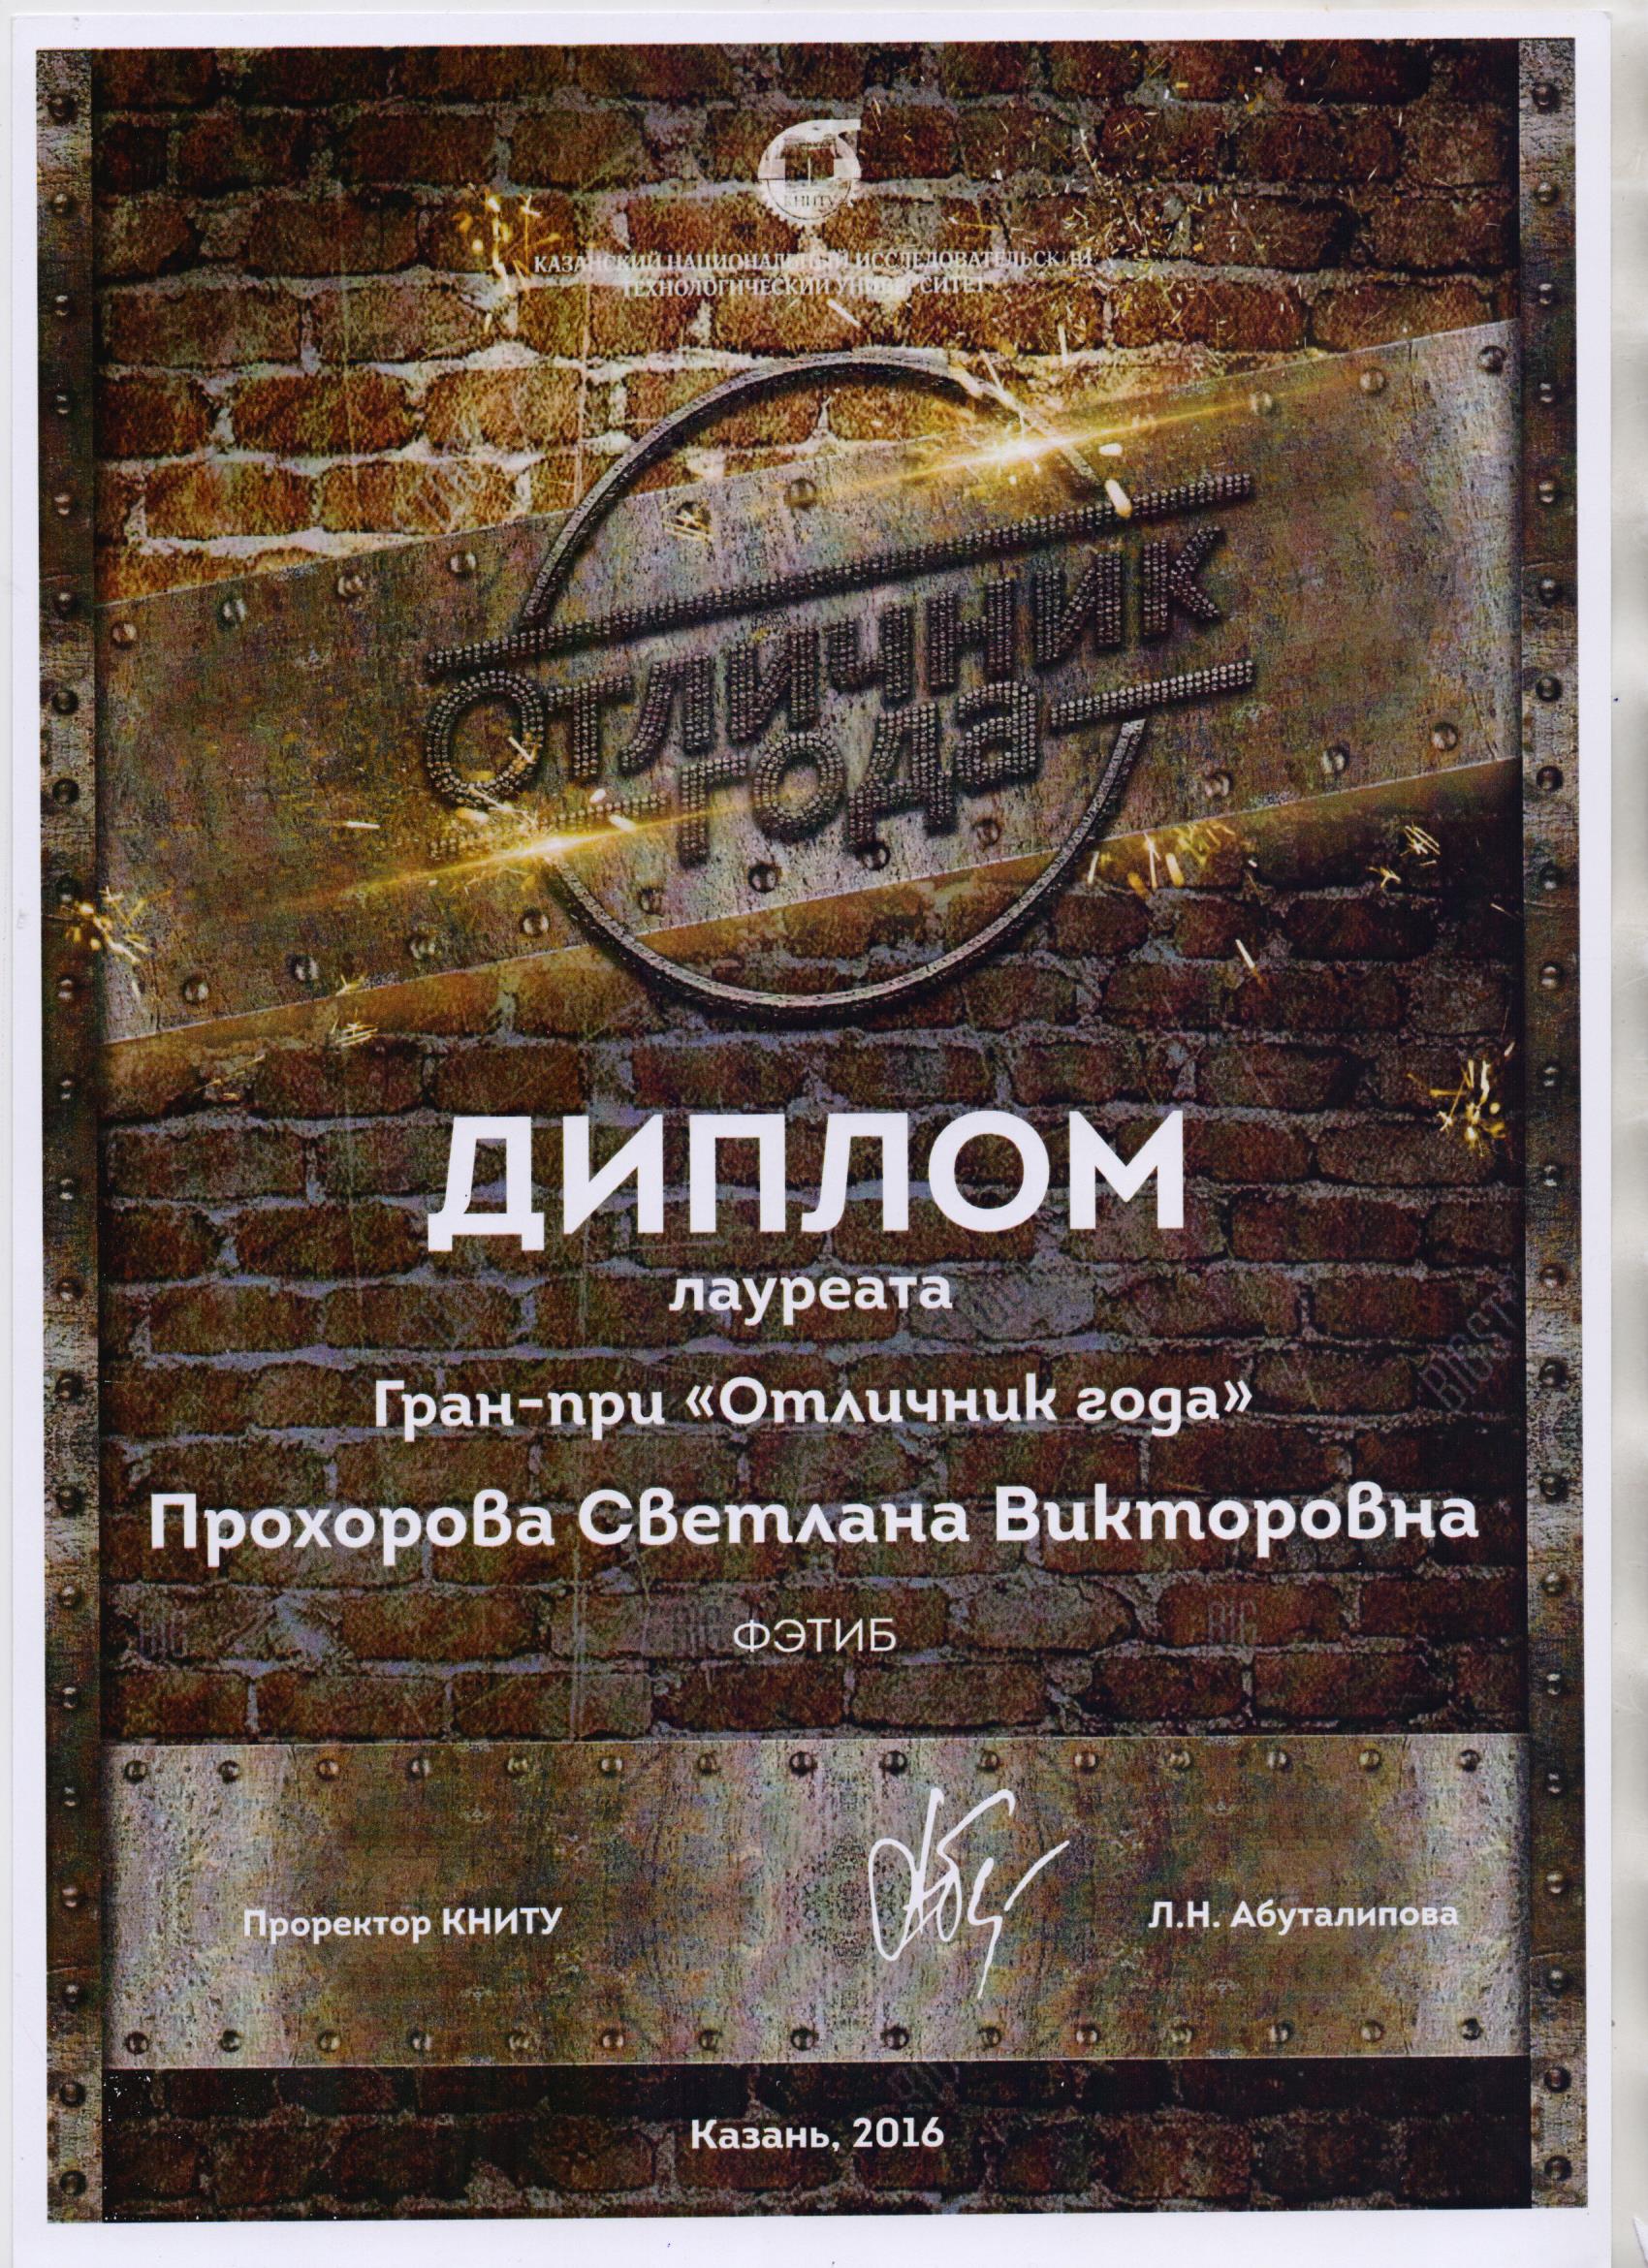 КНИТУ
КАЗАНСКИЙ НАЦИОНАЛЬНЫЙ ИССЛЕДОВАТЕЛЬСКИЙ
ТЕХНОЛОГИЧЕСКИЙ УНИВЕРСИТЕТ
Отличник
года
ДИПЛОМ
лауреата
Гран-при «Отличник года»
Прохорова Светлана Викторовна
ФЭТИБ
Проректор КНИТУ
Л.Н. Абуталипова
Казань, 2016